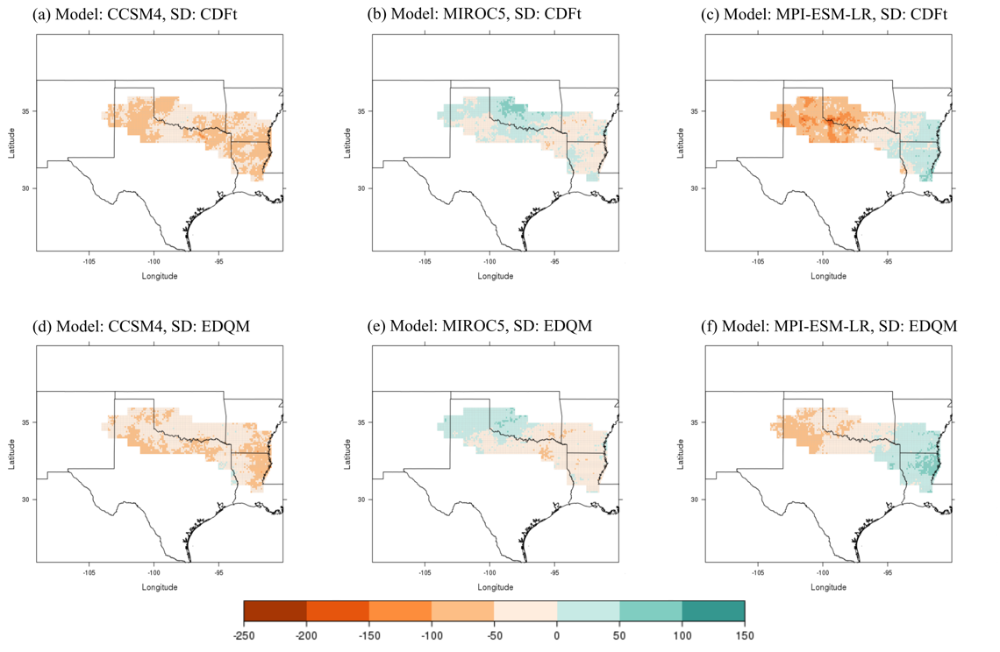 (a) Model: CCSM4, SD: CDFt
(b) Model: MIROC5, SD: CDFt
(c) Model: MPI-ESM-LR, SD: CDFt
Latitude
35
30
-105
-100
-95
Longitude
Latitude
35
30
-105
-100
-95
Longitude
Latitude
35
30
-105
-100
-95
Longitude
(d) Model: CCSM4, SD: EDQM
(e) Model: MIROC5, SD: EDQM
(f) Model: MPI-ESM-LR, SD: EDQM
Latitude
35
30
-105
-100
-95
Longitude
Latitude
35
30
-105
-100
-95
Longitude
Latitude
35
30
-105
-100
-95
Longitude
-250 -200 -150 -100 -50 0 50 100 150